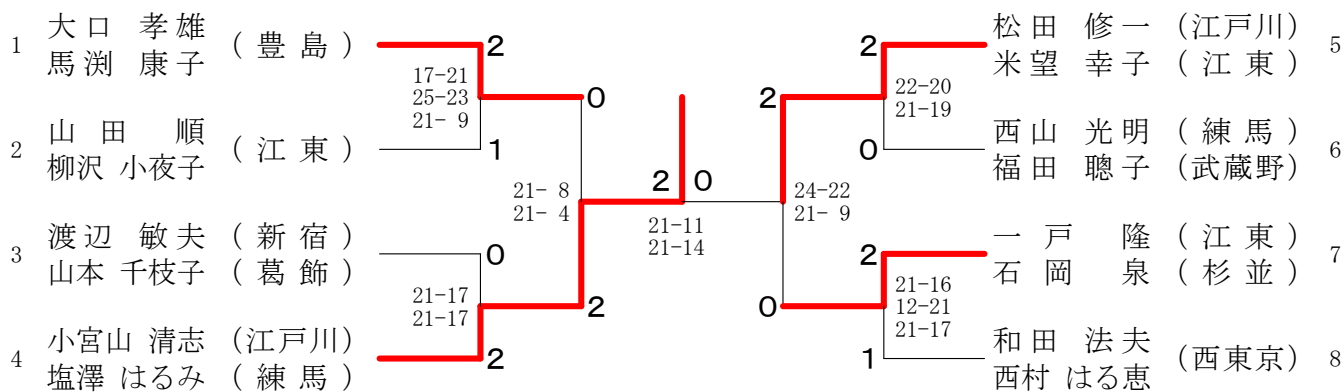 1 大口 孝雄 (豊島)
馬渕 康子
2
17-21
25-23
21- 9
0
2 山田 順 (江東)
柳沢 小夜子
1
21- 8
21- 4
3 渡辺 敏夫 (新宿)
山本 千枝子 (葛飾)
0
21-17
21-17
2
4 小宮山 清志 (江戸川)
塩澤 はるみ (練馬)
2
2 0
21-11
21-14
2 松田 修一 (江戸川) 5
米望 幸子 (江東)
2
22-20
21-19
0 西山 光明 (練馬) 6
福田 聰子 (武蔵野)
24-22
21- 9
2 一戸 隆 (江東) 7
石岡 泉 (杉並)
0
21-16
12-21
21-17
1 和田 法夫 (西東京) 8
西村 はる恵